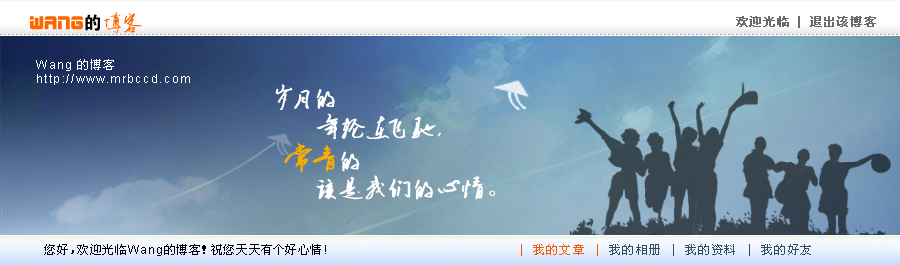 WANG的博客
欢迎光临 | 退出该博客
Wang 的博客
http://www.mrbccd.com
岁月的
年轮在飞驰，
常青的
该是我们的心情。
您好,欢迎光临Wang的博客! 祝您天天有个好心情!
| 我的文章 | 我的相册 | 我的资料 | 我的好友